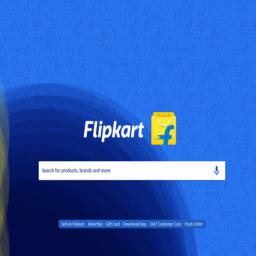 Flipkart
Search for products, brands and more
Sell on Flipkart Advertise Gift Card Download App 24x7 Customer Care Track Order